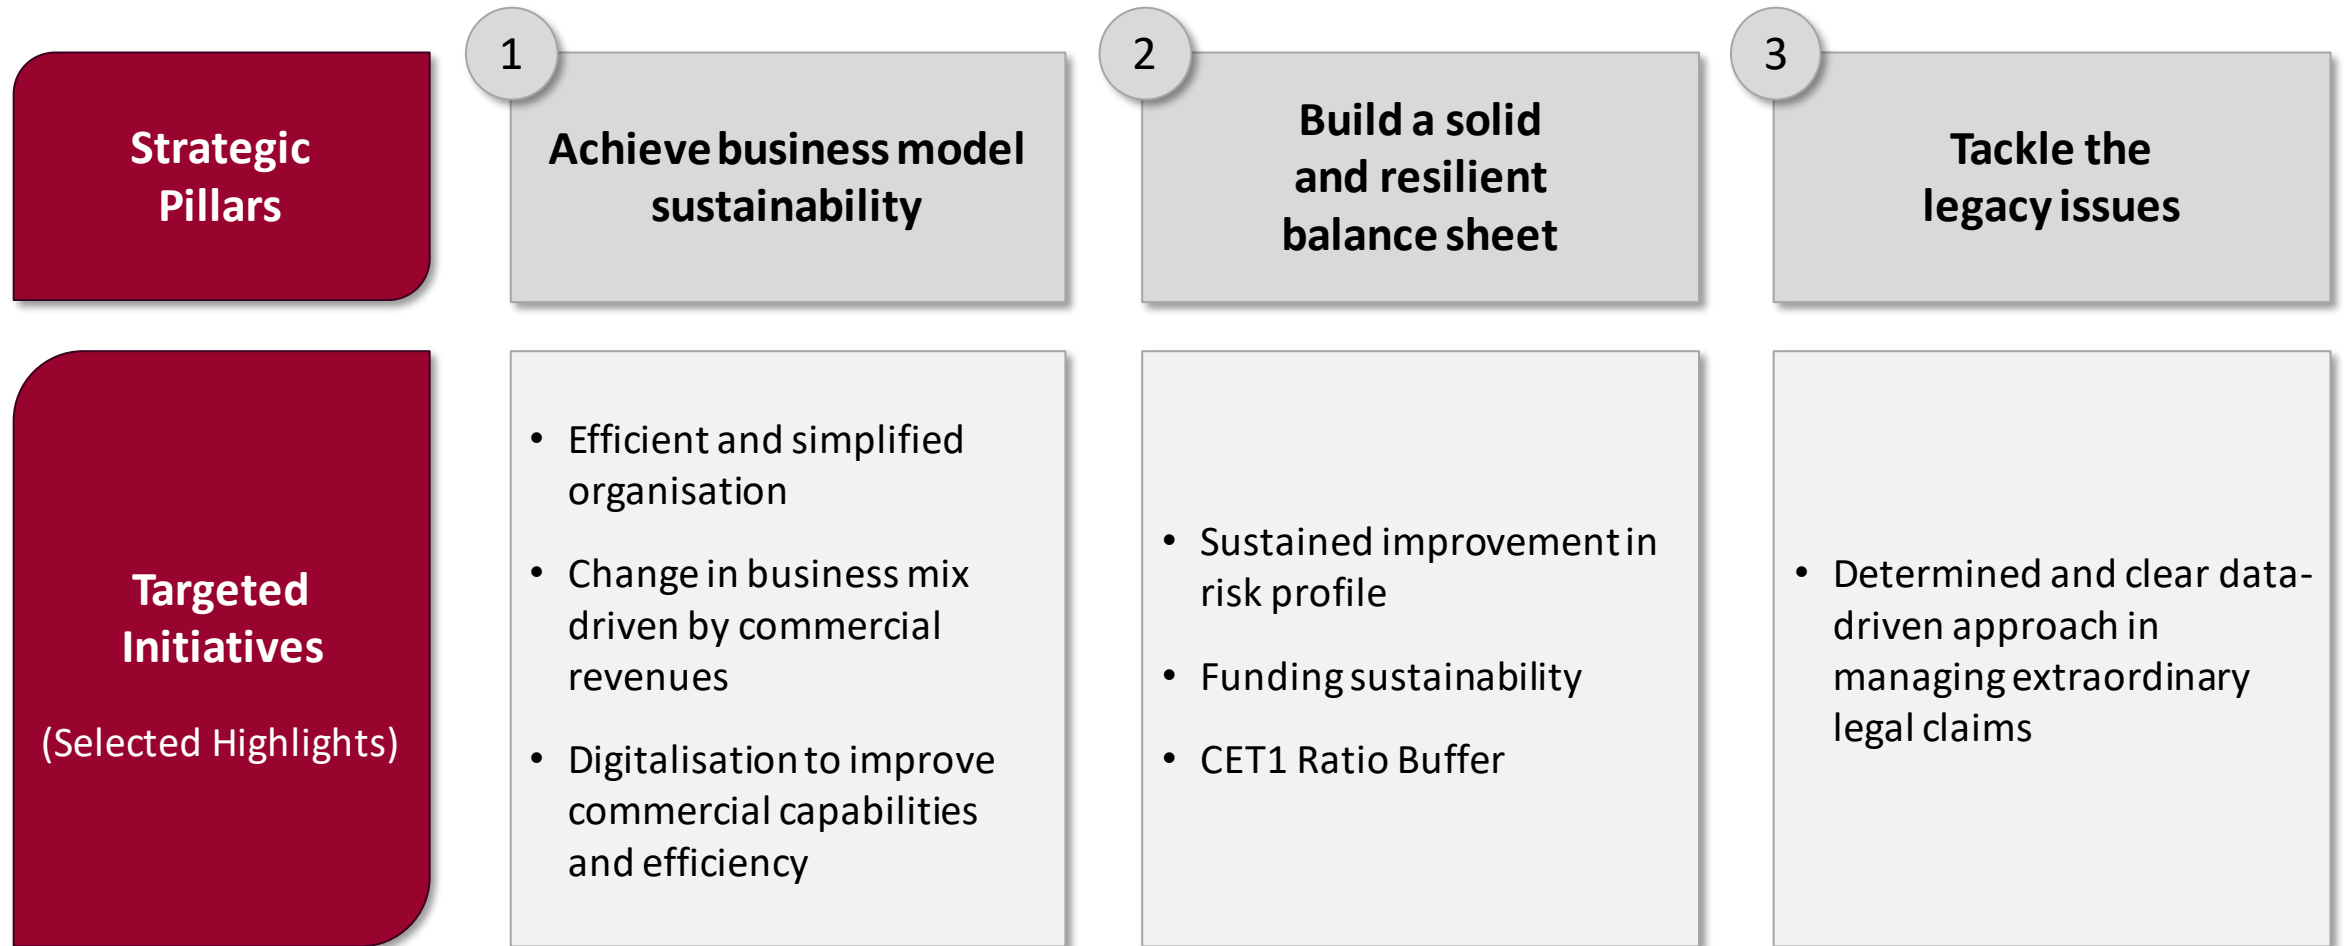 Strategic
Pillars
1
Achieve business model
sustainability
2
Build a solid
and resilient
balance sheet
3
Tackle the
legacy issues
Targeted
Initiatives
(Selected Highlights)
• Efficient and simplified
organisation
• Change in business mix
driven by commercial
revenues
• Digitalisation to improve
commercial capabilities
and efficiency
• Sustained improvement in
risk profile
• Funding sustainability
• CET1 Ratio Buffer
• Determined and clear data-
driven approach in
managing extraordinary
legal claims